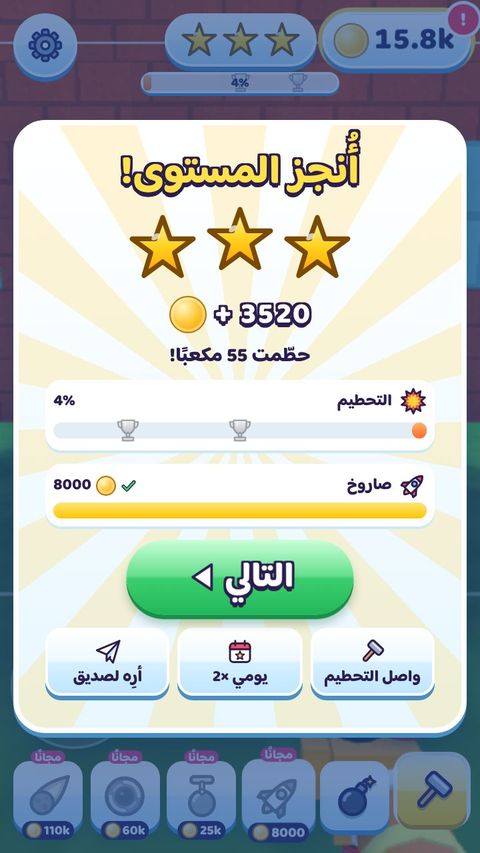 15.8k
!
4%
أُنجز المستوى!
+ 3520
حطّمت 55 مكعبًا!
التحطيم
4%
صاروخ
8000
التالي
واصل التحطيم
يومي ×2
أرِه لصديق
مجانًا
مجانًا
مجانًا
مجانًا
8000
25k
60k
110k